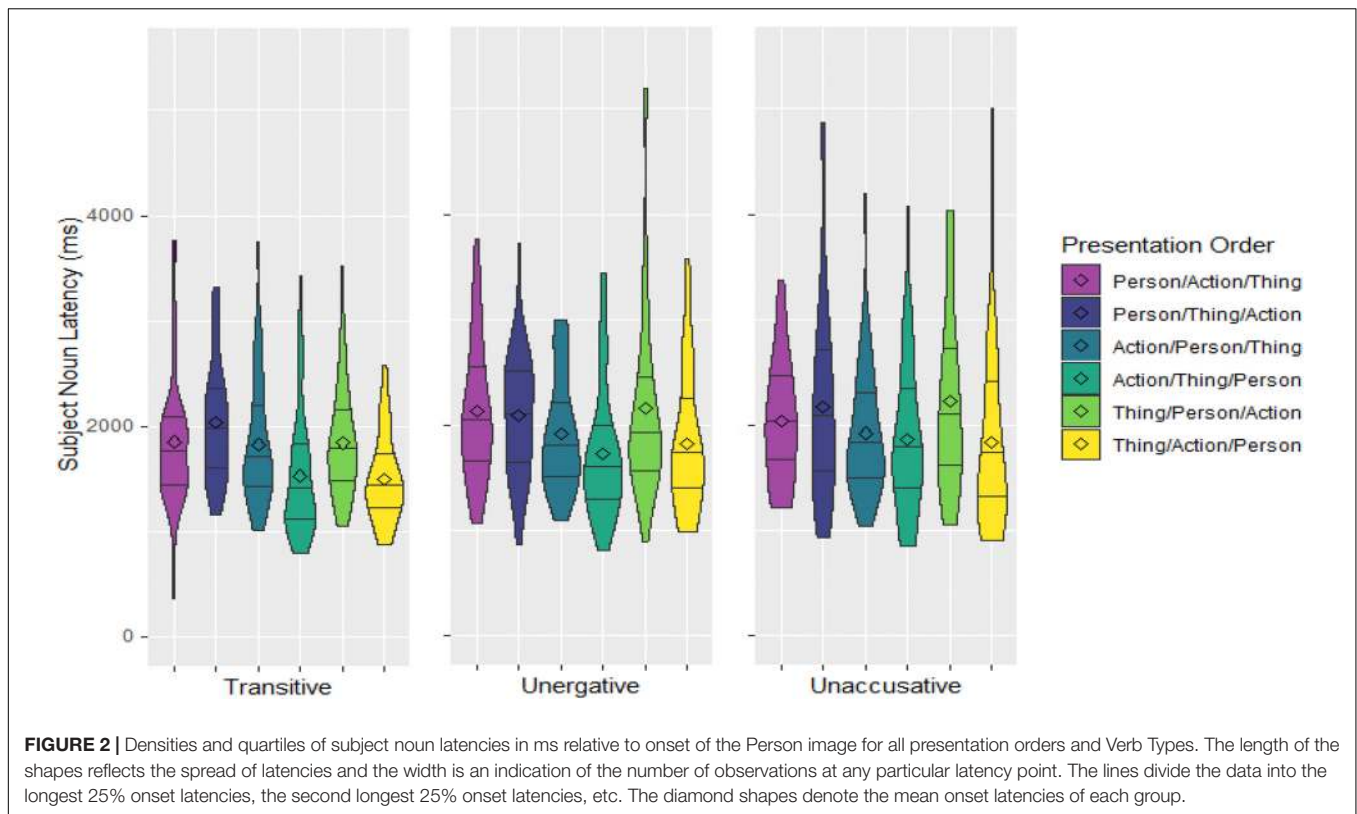 Subject Noun Latency (ms)
4000
2000
0
Transitive
Unergative
Unaccusative
Presentation Order
Person/Action/Thing
Person/Thing/Action
Action/Person/Thing
Action/Thing/Person
Thing/Person/Action
Thing/Action/Person
FIGURE 2 | Densities and quartiles of subject noun latencies in ms relative to onset of the Person image for all presentation orders and Verb Types. The length of the
shapes reflects the spread of latencies and the width is an indication of the number of observations at any particular latency point. The lines divide the data into the
longest 25% onset latencies, the second longest 25% onset latencies, etc. The diamond shapes denote the mean onset latencies of each group.